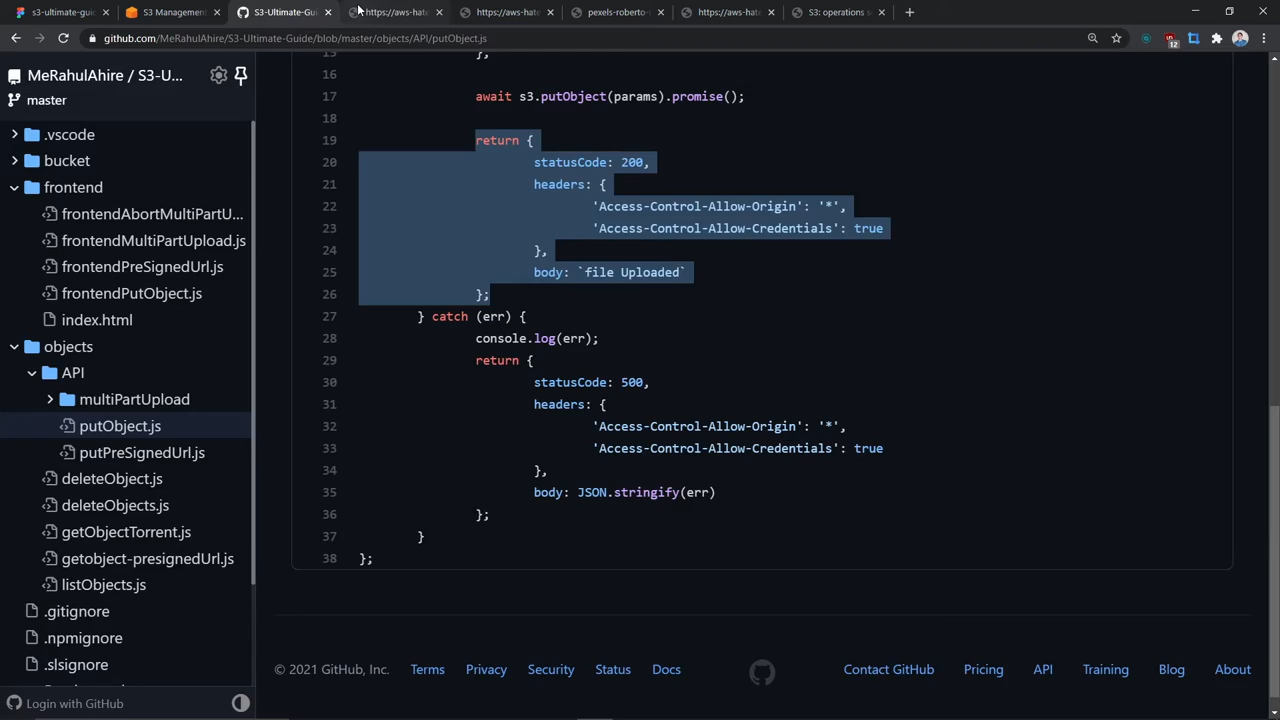 s3-ultimate-guid
S3 Management
S3-Ultimate-Gui
https://aws-hate
https://aws-hate
pexels-roberto-
https://aws-hate
S3: operations s
github.com/MeRahulAhire/S3-Ultimate-Guide/blob/master/objects/API/putObject.js
12
MeRahulAhire / S3-U...
master
.vscode
bucket
frontend
frontendAbortMultiPartU...
frontendMultiPartUpload.js
frontendPreSignedUrl.js
frontendPutObject.js
index.html
objects
API
multiPartUpload
putObject.js
putPreSignedUrl.js
deleteObject.js
deleteObjects.js
getObjectTorrent.js
getobject-presignedUrl.js
listObjects.js
.gitignore
.npmignore
.slsignore
Login with GitHub
15 },
16
17 await s3.putObject(params).promise();
18
19 return {
20 statusCode: 200,
21 headers: {
22 'Access-Control-Allow-Origin': '*',
23 'Access-Control-Allow-Credentials': true
24 },
25 body: `file Uploaded`
26 };
27 } catch (err) {
28 console.log(err);
29 return {
30 statusCode: 500,
31 headers: {
32 'Access-Control-Allow-Origin': '*',
33 'Access-Control-Allow-Credentials': true
34 },
35 body: JSON.stringify(err)
36 };
37 }
38 };
© 2021 GitHub, Inc. Terms Privacy Security Status Docs Contact GitHub Pricing API Training Blog About